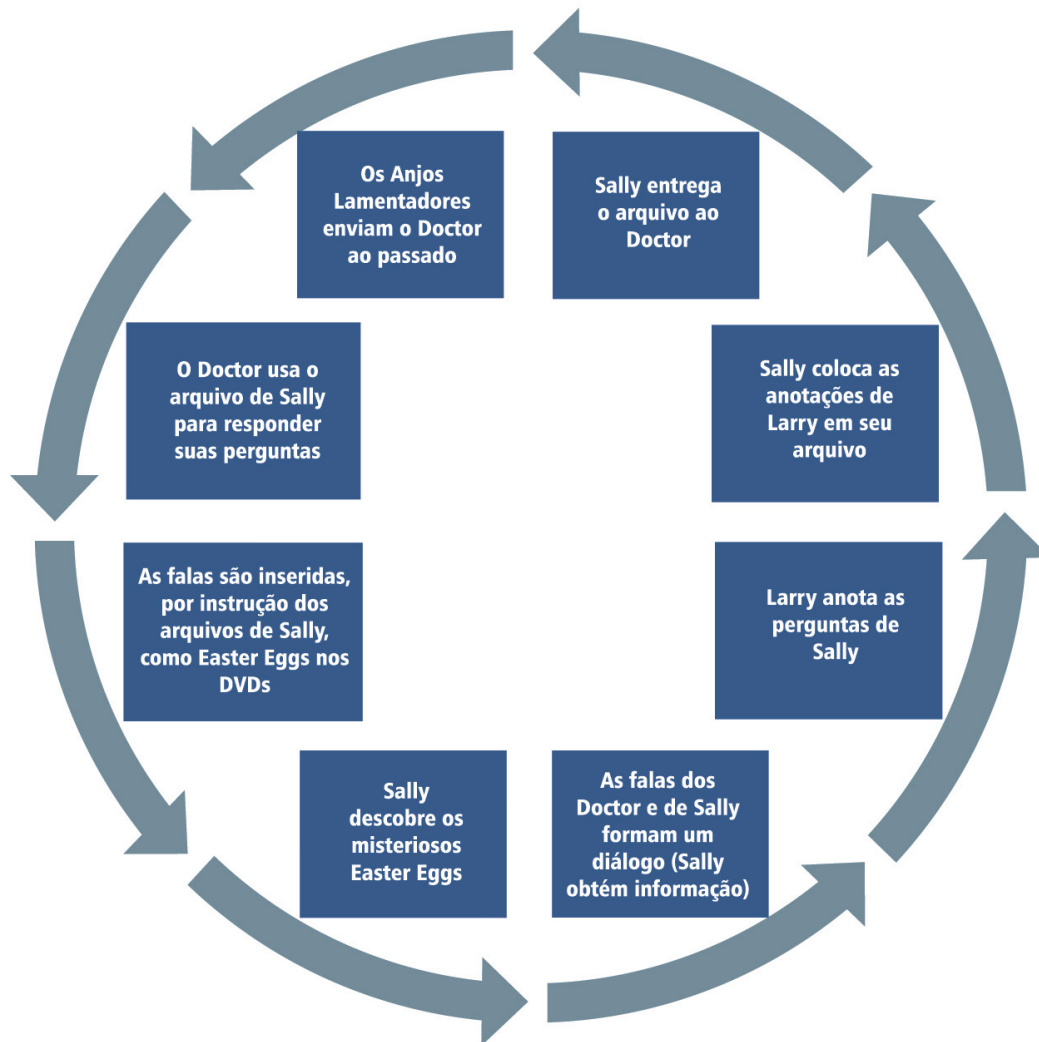 Os Anjos
Lamentadores
enviam o Doctor
ao passado
O Doctor usa o
arquivo de Sally
para responder
suas perguntas
As falas são inseridas,
por instrução dos
arquivos de Sally,
como Easter Eggs nos
DVDs
Sally
descobre os
misteriosos
Easter Eggs
As falas dos
Doctor e de Sally
formam um
diálogo (Sally
obtém informação)
Larry anota as
perguntas de
Sally
Sally coloca as
anotações de
Larry em seu
arquivo
Sally entrega
o arquivo ao
Doctor